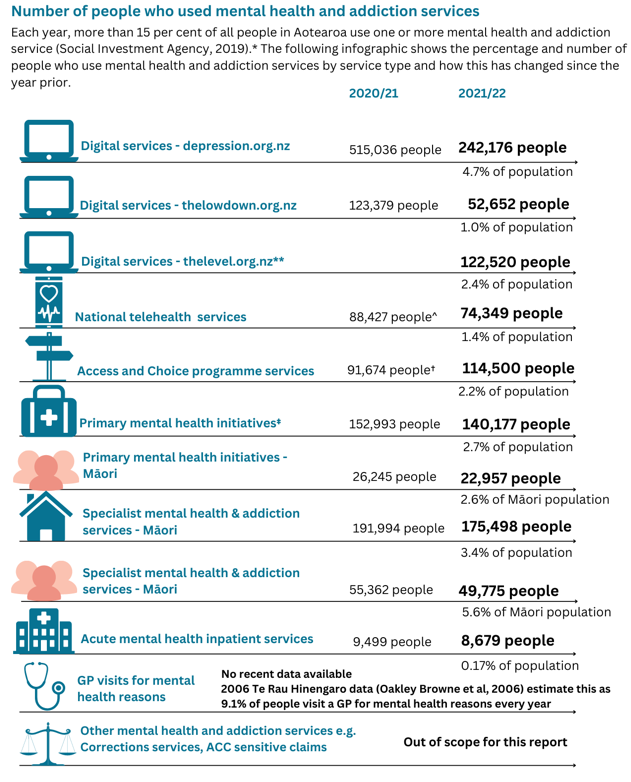 Number of people who used mental health and addiction services
Each year, more than 15 per cent of all people in Aotearoa use one or more mental health and addiction
service (Social Investment Agency, 2019).* The following infographic shows the percentage and number of
people who use mental health and addiction services by service type and how this has changed since the
year prior.
2020/21 2021/22
Digital services - depression.org.nz 515,036 people 242,176 people
4.7% of population
Digital services - thelowdown.org.nz 123,379 people 52,652 people
1.0% of population
Digital services - thelevel.org.nz** 122,520 people
2.4% of population
National telehealth services 88,427 people^ 74,349 people
1.4% of population
Access and Choice programme services 91,674 people† 114,500 people
2.2% of population
Primary mental health initiatives‡ 152,993 people 140,177 people
2.7% of population
Primary mental health initiatives -
Māori 26,245 people 22,957 people
2.6% of Māori population
Specialist mental health & addiction
services - Māori 191,994 people 175,498 people
3.4% of population
Specialist mental health & addiction
services - Māori 55,362 people 49,775 people
5.6% of Māori population
Acute mental health inpatient services 9,499 people 8,679 people
0.17% of population
GP visits for mental
health reasons
No recent data available
2006 Te Rau Hinengaro data (Oakley Browne et al, 2006) estimate this as
9.1% of people visit a GP for mental health reasons every year
Other mental health and addiction services e.g.
Corrections services, ACC sensitive claims
Out of scope for this report